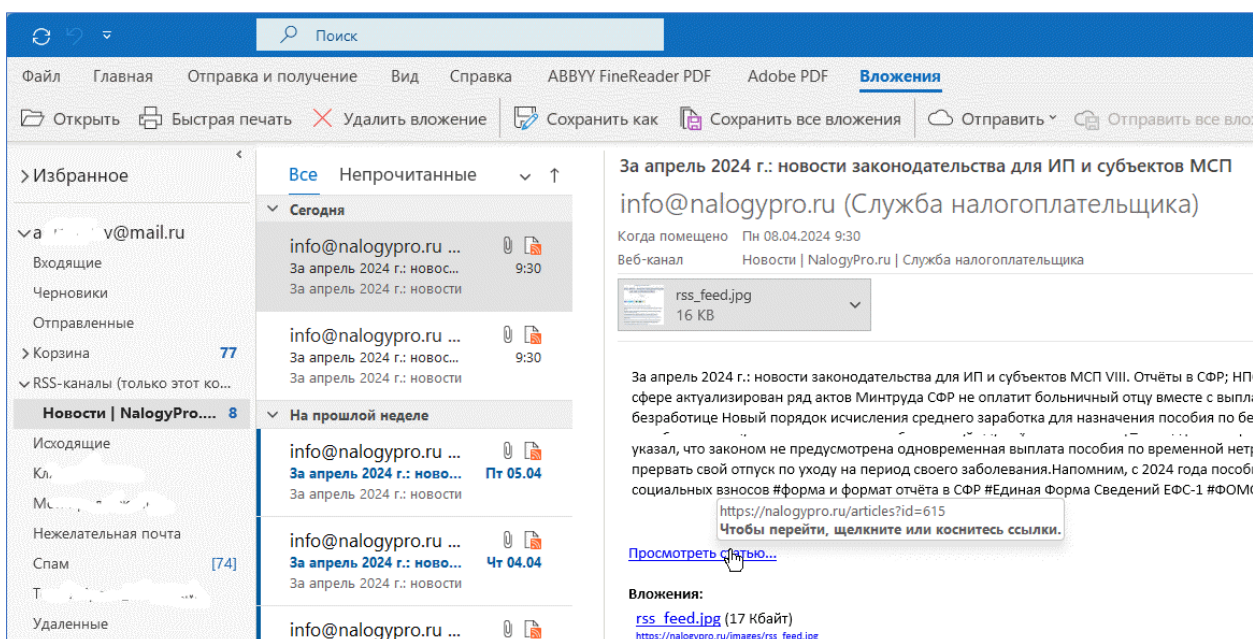 Поиск
Файл Главная Отправка и получение Вид Справка ABBYY FineReader PDF Adobe PDF Вложения
Открыть Быстрая печать Удалить вложение Сохранить как Сохранить все вложения Отправить Отправить все
Избранное
v@mail.ru
Входящие
Черновики
Отправленные
Корзина 77
RSS-каналы (только этот ко...
Новости | NalogyPro.... 8
Исходящие
Нежелательная почта
Спам [74]
Удаленные
Все Непрочитанные
Сегодня
info@nalogypro.ru ...
За апрель 2024 г.: новос... 9:30
За апрель 2024 г.: новости
info@nalogypro.ru ...
За апрель 2024 г.: новос... 9:30
За апрель 2024 г.: новости
На прошлой неделе
info@nalogypro.ru ...
За апрель 2024 г.: ново... Пт 05.04
За апрель 2024 г.: новости
info@nalogypro.ru ...
За апрель 2024 г.: ново... Чт 04.04
За апрель 2024 г.: новости
info@nalogypro.ru ...
За апрель 2024 г.: новости законодательства для ИП и субъектов МСП
info@nalogypro.ru (Служба налогоплательщика)
Когда помещено Пн 08.04.2024 9:30
Веб-канал Новости | NalogyPro.ru | Служба налогоплательщика
rss_feed.jpg
16 КВ
За апрель 2024 г.: новости законодательства для ИП и субъектов МСП VIII. Отчёты в СФР;
сфере актуализирован ряд актов Минтруда СФР не оплатит больничный отцу вместе с
безработице Новый порядок исчисления среднего заработка для назначения пособия по
указал, что законом не предусмотрена одновременная выплата пособия по временной
прервать свой отпуск по уходу на период своего заболевания.Напомним, с 2024 года
социальных взносов #форма и формат отчёта в СФР #Единая Форма Сведений ЕФС-1
https://nalogypro.ru/articles?id=615
Чтобы перейти, щелкните или коснитесь ссылки.
Просмотреть статью...
Вложения:
rss_feed.jpg (17 Кбайт)
https://nalogypro.ru/images/rss_feed.jpg